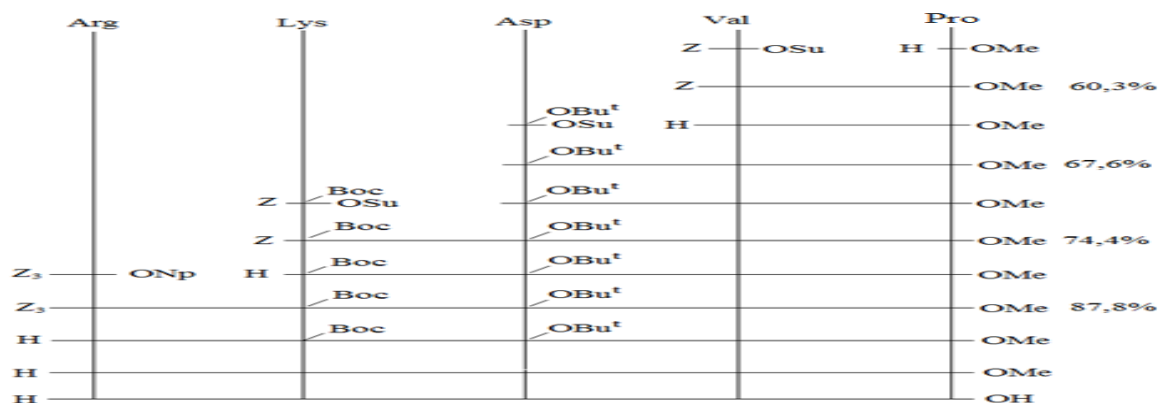 Arg Lys Asp Val Pro
Z OSu H OMe
Z OMe 60,3%
OBuᵗ
OSu H OMe
OBuᵗ
OMe 67,6%
Boc OBuᵗ
Z OSu OMe
Boc OBuᵗ
Z OMe 74,4%
Boc OBuᵗ
Z₃ ONp H OMe
Boc OBuᵗ
Z₃ OMe 87,8%
Boc OBuᵗ
H OMe
H OMe
H OH